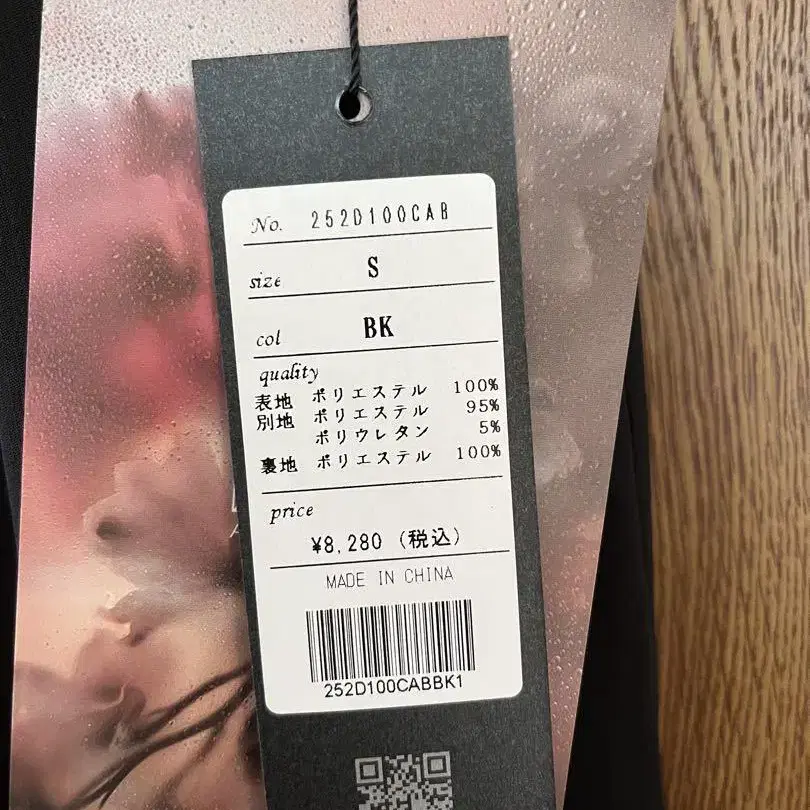 No. 252D100CAB
size S
col BK
quality
表地 ポリエステル 100%
別地 ポリエステル 95%
ポリウレタン 5%
裏地 ポリエステル 100%
price
¥8,280 (税込)
MADE IN CHINA
252D100CABBK1